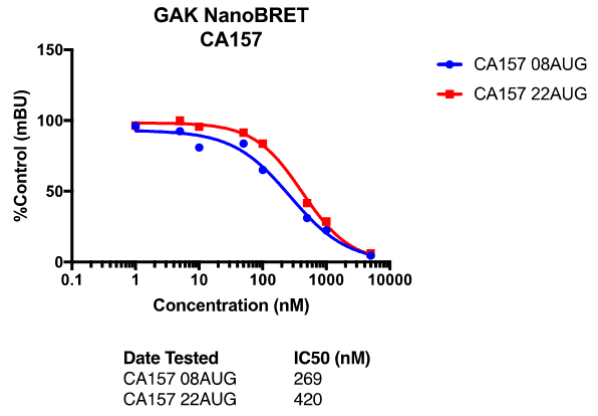 GAK NanoBRET
CA157
150
100
50
0
%Control (mBU)
0.1 1 10 100 1000 10000
Concentration (nM)
CA157 08AUG
CA157 22AUG
Date Tested IC50 (nM)
CA157 08AUG 269
CA157 22AUG 420